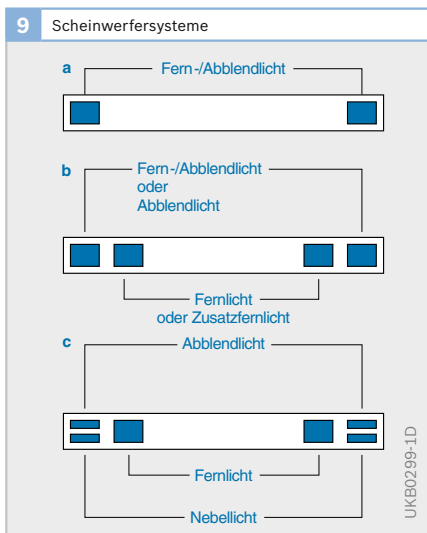 9 Scheinwerfersysteme
a Fern-/Abblendlicht
b Fern-/Abblendlicht
oder
Abblendlicht
Fernlicht
oder Zusatzfernlicht
c Abblendlicht
Fernlicht
Nebellicht
UKB0299-1D